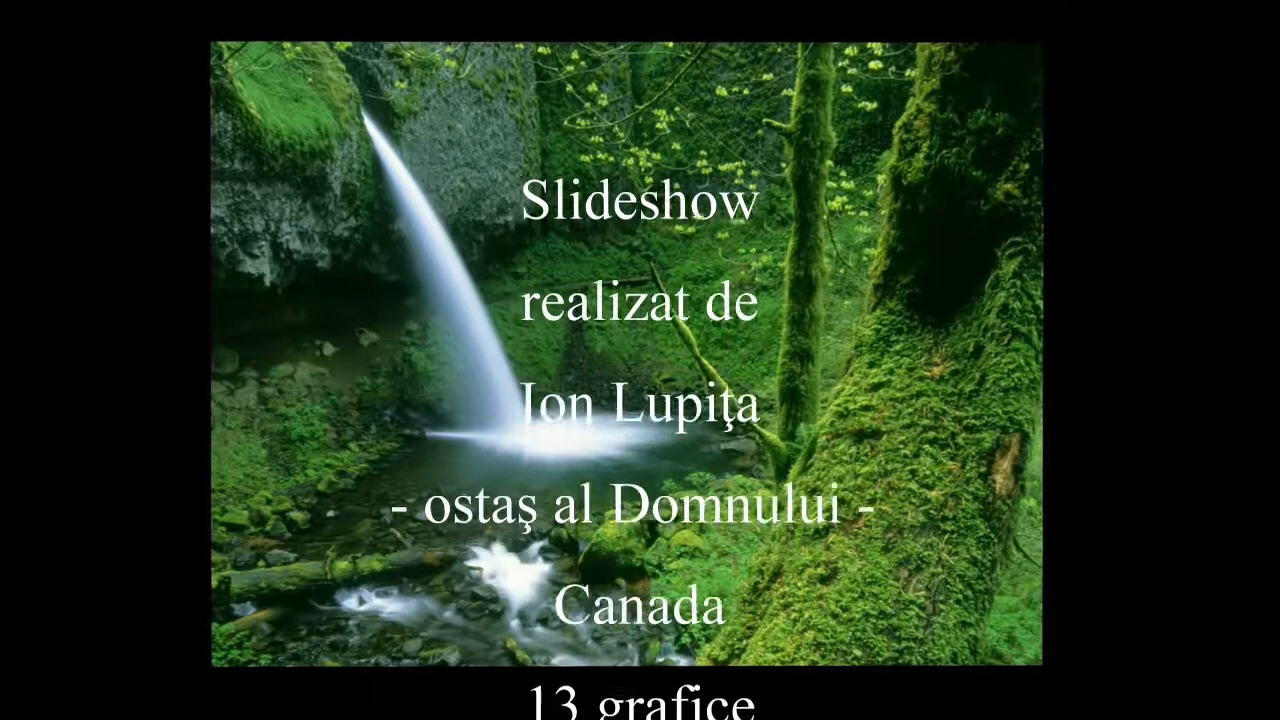 Slideshow
realizat de
Ion Lupiţa
- ostaş al Domnului -
Canada
13 grafice